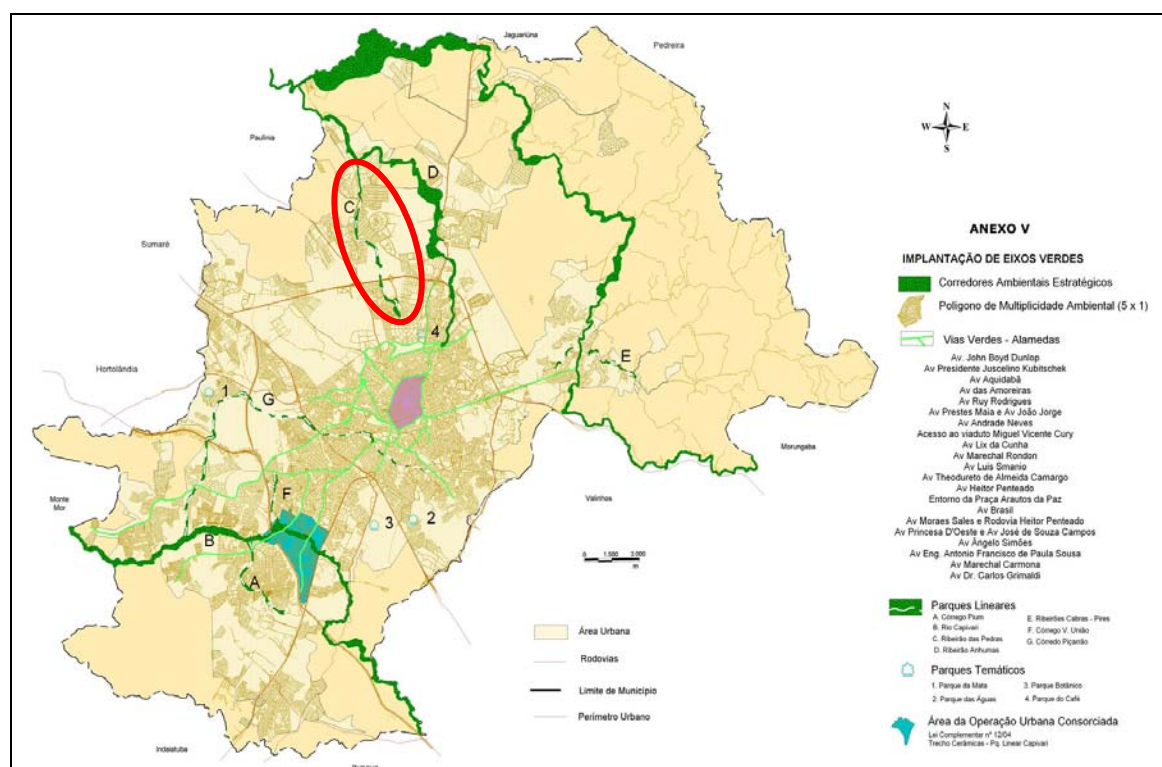 Jaguariúna
Pedreira
Paulínia
Sumaré
Hortolândia
Monte
Mor
Indaiatuba
Valinhos
Morungaba
N
W
E
S
C
D
4
E
1
G
F
3
2
B
A
0 1.500 3.000
m
Área Urbana
Rodovias
Limite de Município
Perímetro Urbano
ANEXO V
IMPLANTAÇÃO DE EIXOS VERDES
Corredores Ambientais Estratégicos
Polígono de Multiplicidade Ambiental (5 x 1)
Vias Verdes - Alamedas
Av. John Boyd Dunlop
Av Presidente Juscelino Kubitschek
Av Aquidabã
Av das Amoreiras
Av Ruy Rodrigues
Av Prestes Maia e Av João Jorge
Av Andrade Neves
Acesso ao viaduto Miguel Vicente Cury
Av Lix da Cunha
Av Marechal Rondon
Av Luis Smanio
Av Theodureto de Almeida Camargo
Av Heitor Penteado
Entorno da Praça Arautos da Paz
Av Brasil
Av Moraes Sales e Rodovia Heitor Penteado
Av Princesa D'Oeste e Av José de Souza Campos
Av Ângelo Simões
Av Eng. Antonio Francisco de Paula Sousa
Av Marechal Carmona
Av Dr. Carlos Grimaldi
Parques Lineares
A. Córrego Pium
B. Rio Capivari
C. Ribeirão das Pedras
D. Ribeirão Anhumas
E. Ribeirões Cabras - Pires
F. Córrego V. União
G. Córredo Piçarrão
Parques Temáticos
1. Parque da Mata
2. Parque das Águas
3. Parque Botânico
4. Parque do Café
Área da Operação Urbana Consorciada
Lei Complementar nº 12/04
Trecho Cerâmicas - Pq. Linear Capivari